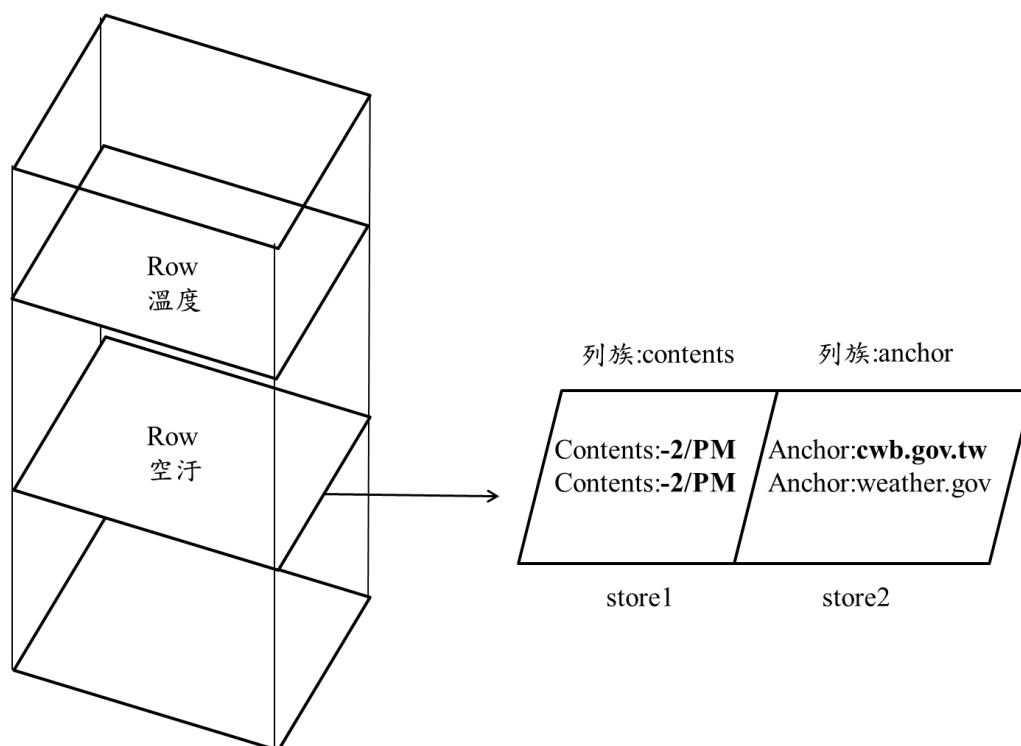 Row
溫度
Row
空汙
列族:contents
列族:anchor
Contents:-2/PM
Contents:-2/PM
Anchor:cwb.gov.tw
Anchor:weather.gov
store1
store2